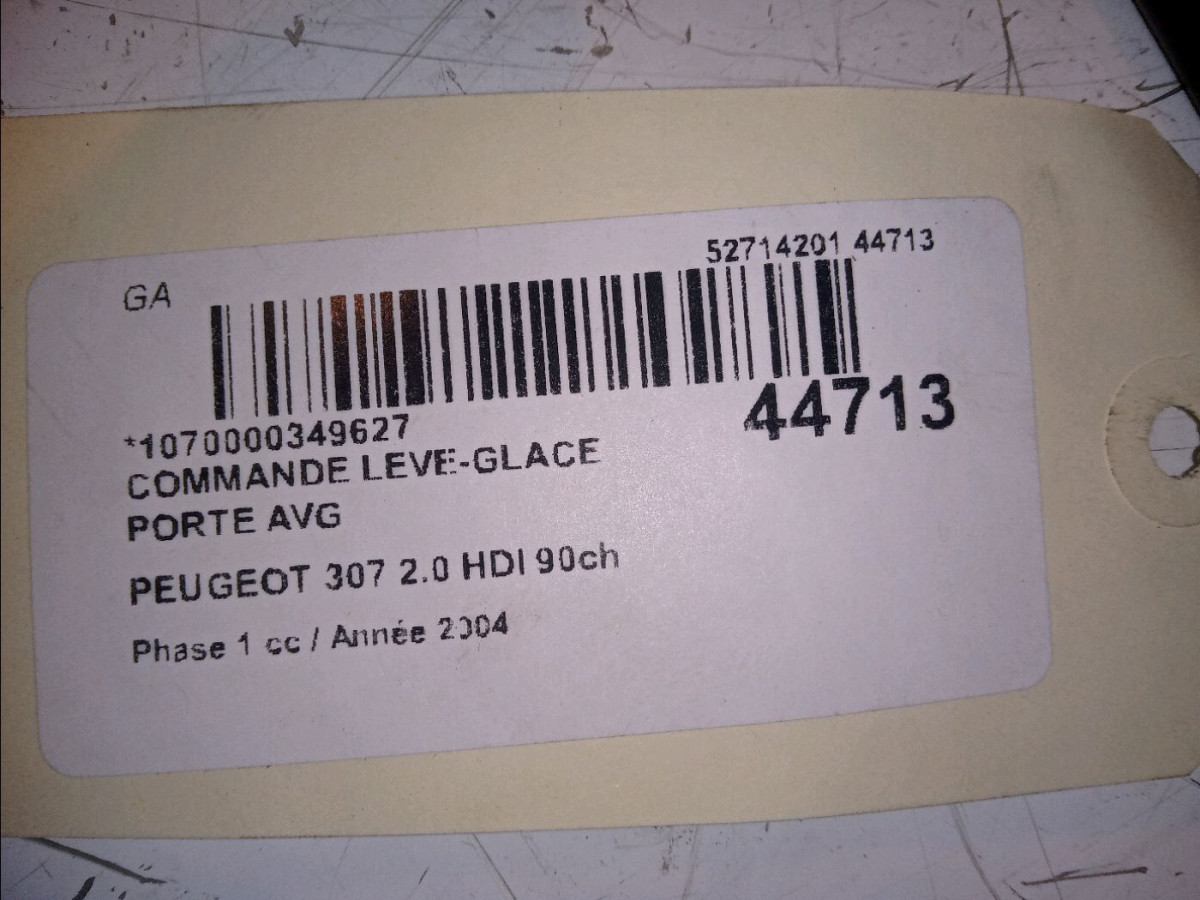 52714201 44713
GA
44713
*1070000349627
COMMANDE LEVE-GLACE
PORTE AVG
PEUGEOT 307 2.0 HDI 90ch
Phase 1 cc / Année 2004